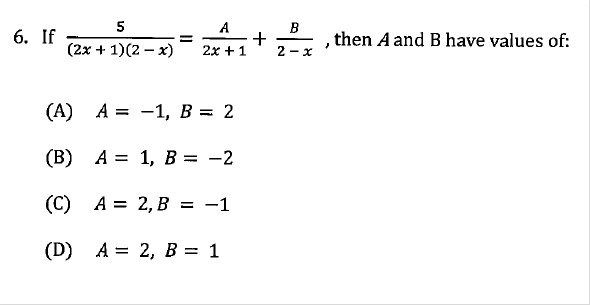 6. If 5/((2x + 1)(2 − x)) = A/(2x + 1) + B/(2 − x) , then A and B have values of:
(A) A = −1, B = 2
(B) A = 1, B = −2
(C) A = 2, B = −1
(D) A = 2, B = 1